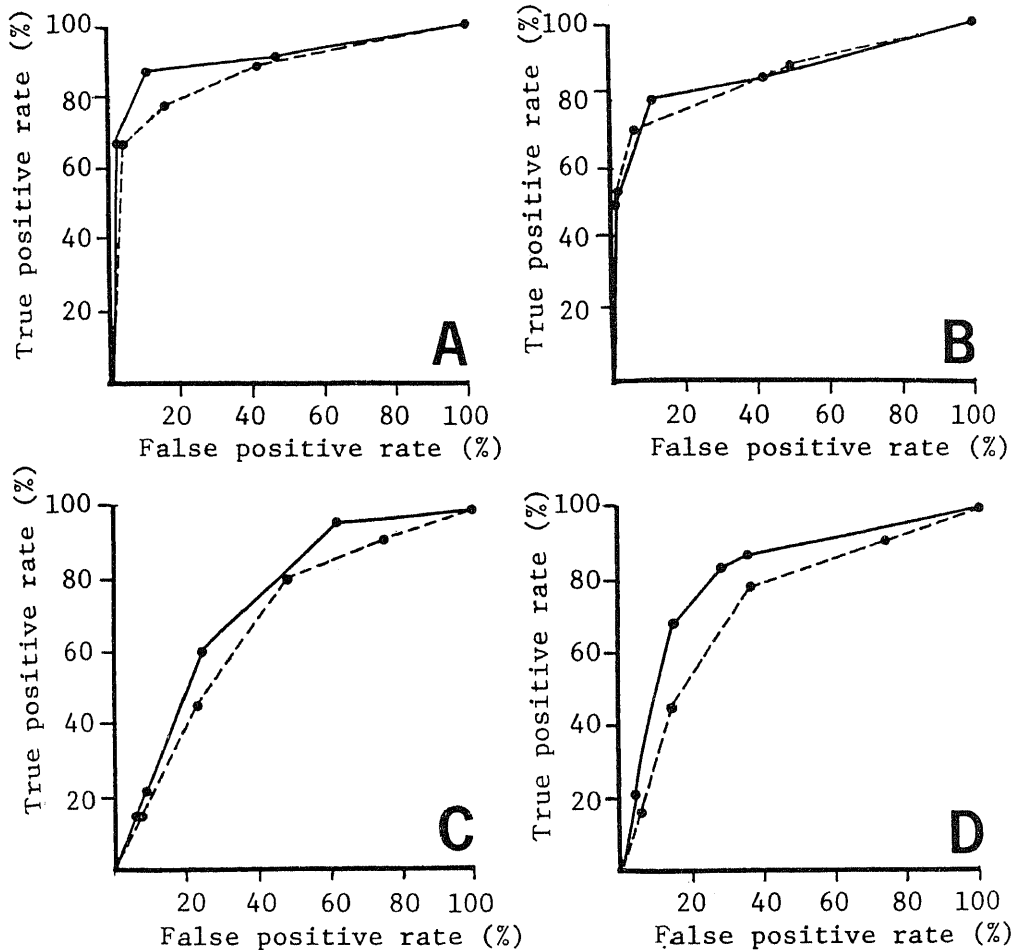 True positive rate (%)
100
80
60
40
20
A
20 40 60 80 100
False positive rate (%)
True positive rate (%)
100
80
60
40
20
B
20 40 60 80 100
False positive rate (%)
True positive rate (%)
100
80
60
40
20
C
20 40 60 80 100
False positive rate (%)
True positive rate (%)
100
80
60
40
20
D
20 40 60 80 100
False positive rate (%)